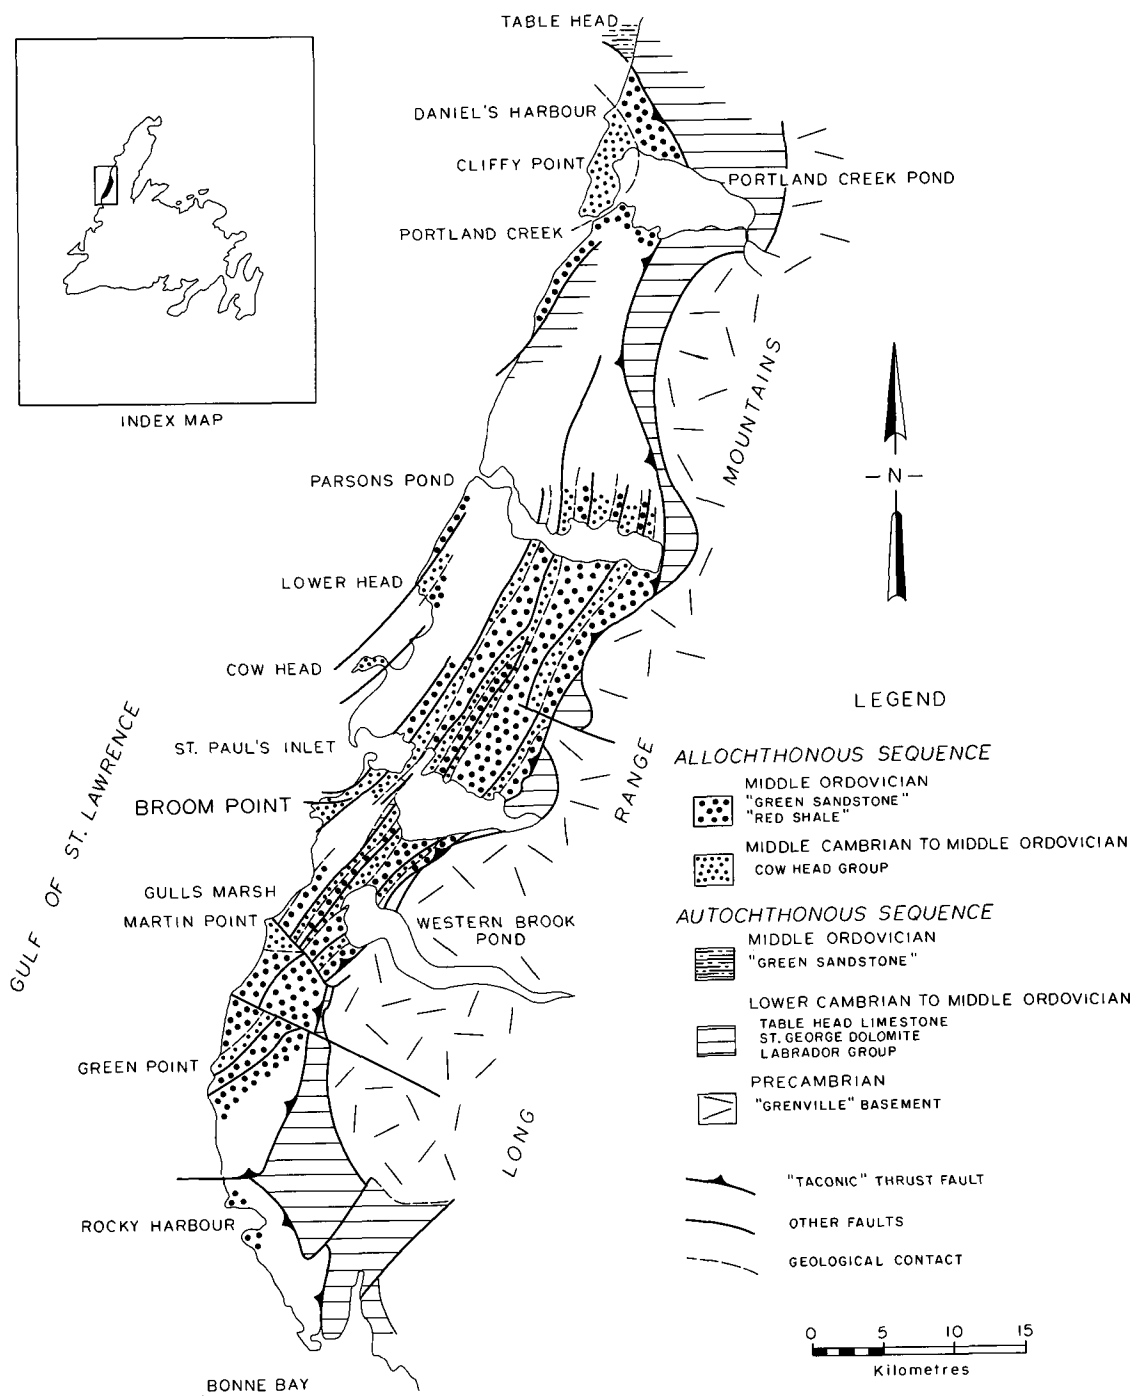 TABLE HEAD
DANIEL'S HARBOUR
CLIFFY POINT
PORTLAND CREEK POND
PORTLAND CREEK
INDEX MAP
MOUNTAINS
PARSONS POND
N
LOWER HEAD
COW HEAD
ST. PAUL'S INLET
BROOM POINT
RANGE
GULF OF ST. LAWRENCE
GULLS MARSH
MARTIN POINT
WESTERN BROOK
POND
GREEN POINT
LONG
ROCKY HARBOUR
BONNE BAY
LEGEND
ALLOCHTHONOUS SEQUENCE
MIDDLE ORDOVICIAN
"GREEN SANDSTONE"
"RED SHALE"
MIDDLE CAMBRIAN TO MIDDLE ORDOVICIAN
COW HEAD GROUP
AUTOCHTHONOUS SEQUENCE
MIDDLE ORDOVICIAN
"GREEN SANDSTONE"
LOWER CAMBRIAN TO MIDDLE ORDOVICIAN
TABLE HEAD LIMESTONE
ST. GEORGE DOLOMITE
LABRADOR GROUP
PRECAMBRIAN
"GRENVILLE" BASEMENT
"TACONIC" THRUST FAULT
OTHER FAULTS
GEOLOGICAL CONTACT
0 5 10 15
Kilometres